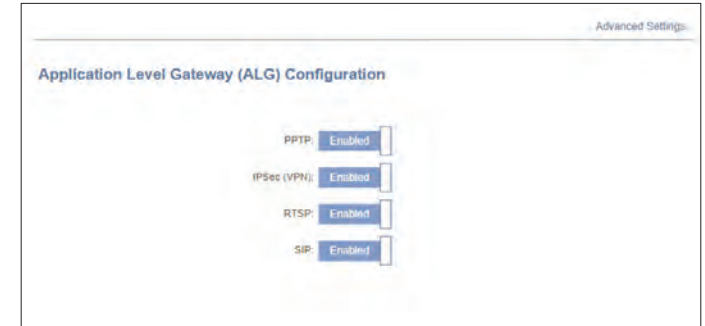 Advanced Settings
Application Level Gateway (ALG) Configuration
PPTP: Enabled
IPSec (VPN): Enabled
RTSP: Enabled
SIP: Enabled